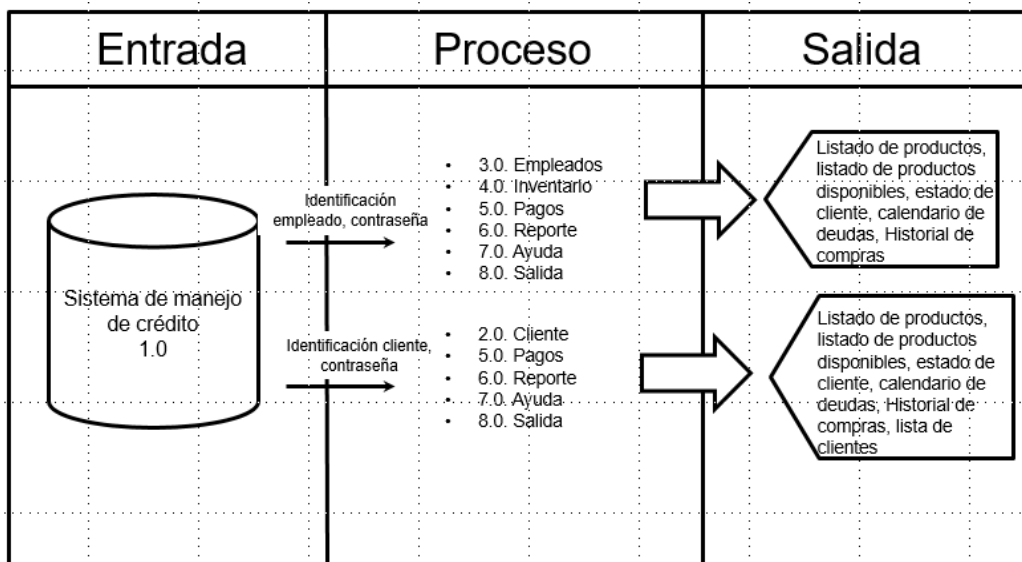 Entrada
Proceso
Salida
Sistema de manejo
de crédito
1.0
Identificación
empleado, contraseña
• 3.0. Empleados
• 4.0. Inventario
• 5.0. Pagos
• 6.0. Reporte
• 7.0. Ayuda
• 8.0. Salida
Listado de productos,
listado de productos
disponibles, estado de
cliente, calendario de
deudas, Historial de
compras
Identificación cliente,
contraseña
• 2.0. Cliente
• 5.0. Pagos
• 6.0. Reporte
• 7.0. Ayuda
• 8.0. Salida
Listado de productos,
listado de productos
disponibles, estado de
cliente, calendario de
deudas, Historial de
compras, lista de
clientes